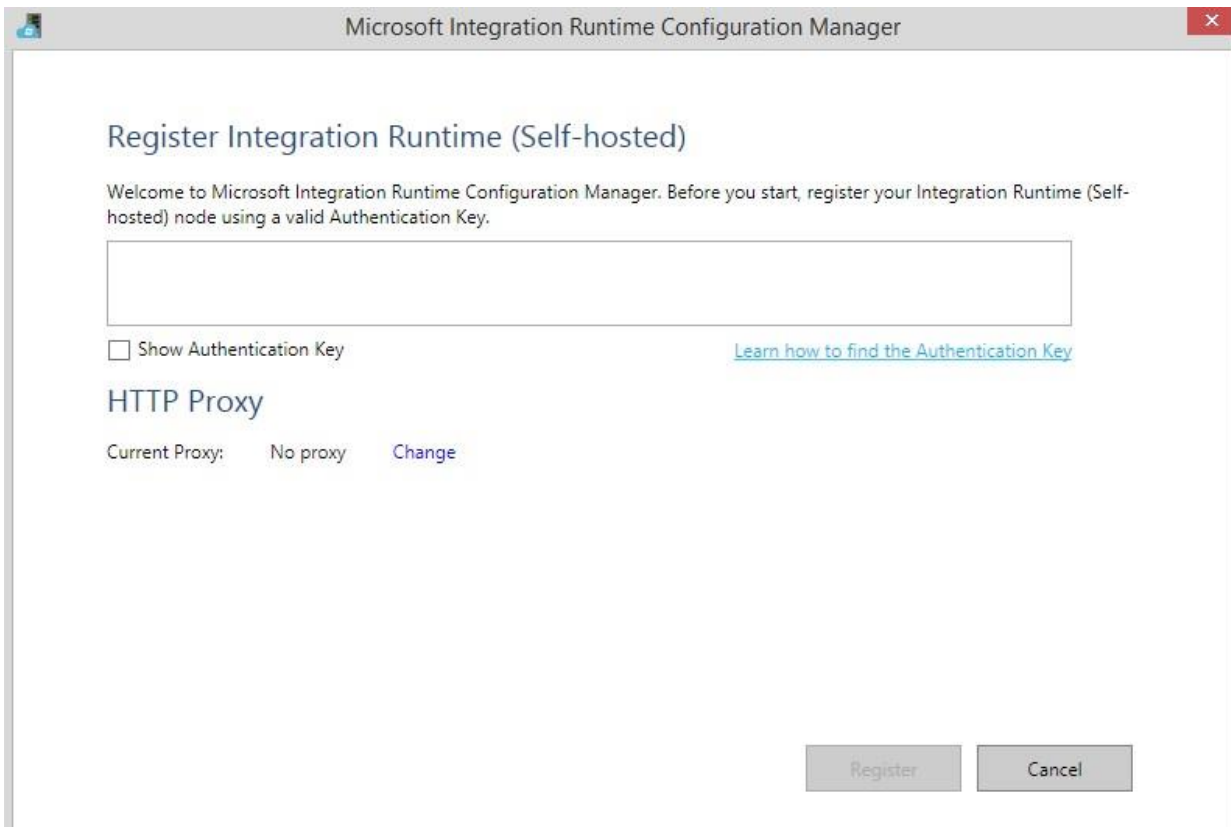 Microsoft Integration Runtime Configuration Manager
Register Integration Runtime (Self-hosted)
Welcome to Microsoft Integration Runtime Configuration Manager. Before you start, register your Integration Runtime (Self-
hosted) node using a valid Authentication Key.
Show Authentication Key
Learn how to find the Authentication Key
HTTP Proxy
Current Proxy: No proxy Change
Register Cancel